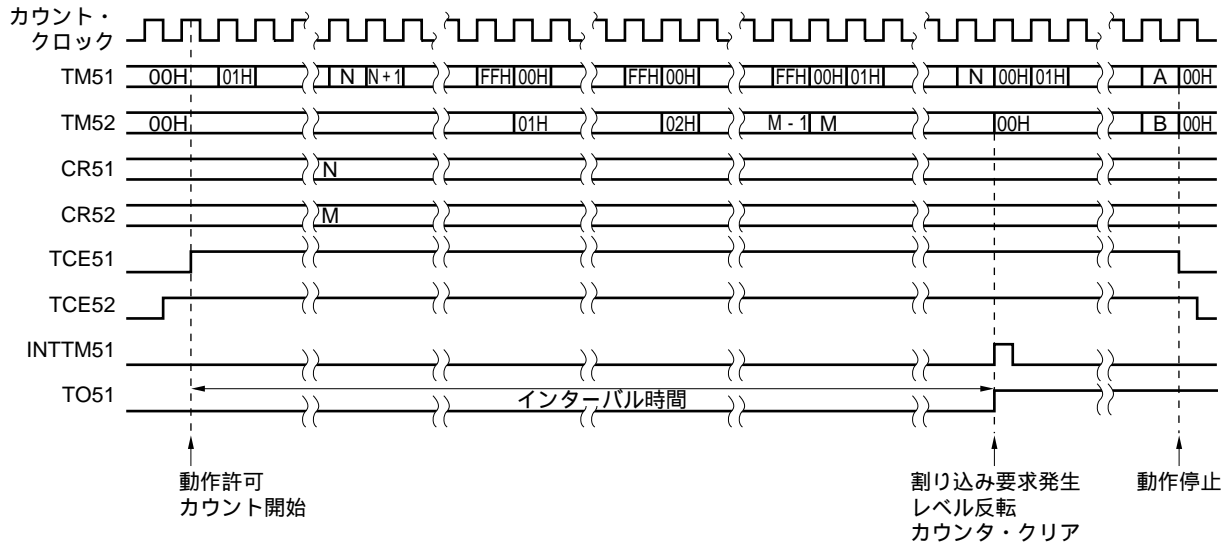 カウント・
クロック
TM51 00H 01H N N+1 FFH 00H FFH 00H FFH 00H 01H N 00H 01H A 00H
TM52 00H 01H 02H M-1 M 00H B 00H
CR51 N
CR52 M
TCE51
TCE52
INTTM51
TO51
インターバル時間
動作許可
カウント開始
割り込み要求発生
レベル反転
カウンタ・クリア
動作停止